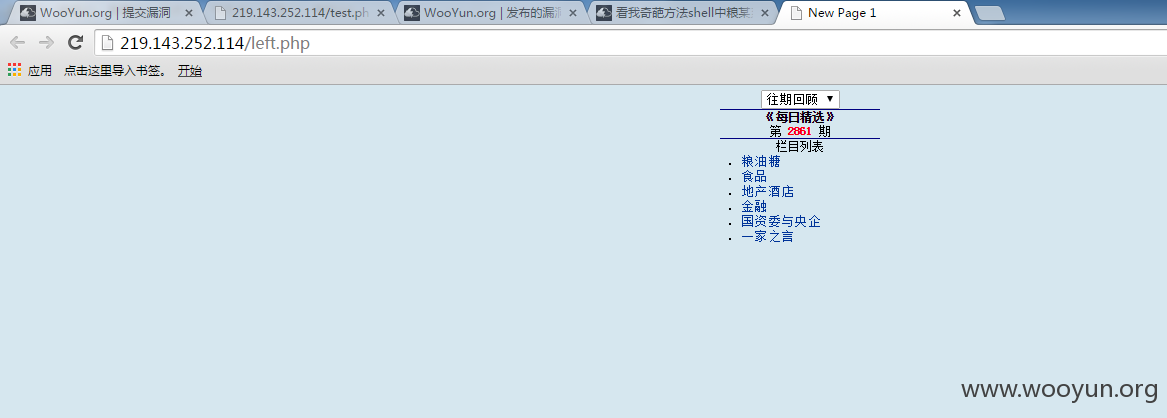 WooYun.org | 提交漏洞
219.143.252.114/test.ph
WooYun.org | 发布的漏洞
看我奇葩方法shell中粮某
New Page 1
219.143.252.114/left.php
应用 点击这里导入书签。 开始
往期回顾
《每日精选》
第 2861 期
栏目列表
粮油糖
食品
地产酒店
金融
国资委与央企
一家之言
www.wooyun.org